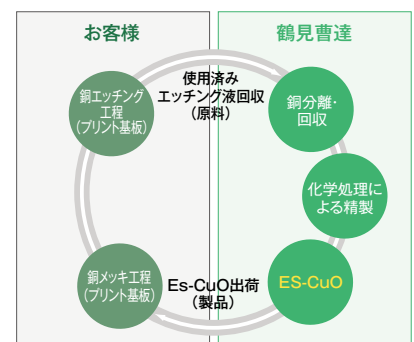 お客様
鶴見曹達
使用済み
エッチング液回収
（原料）
銅エッチング
工程
（プリント基板）
銅分離・
回収
化学処理に
よる精製
銅メッキ工程
（プリント基板）
Es-CuO出荷
（製品）
ES-CuO